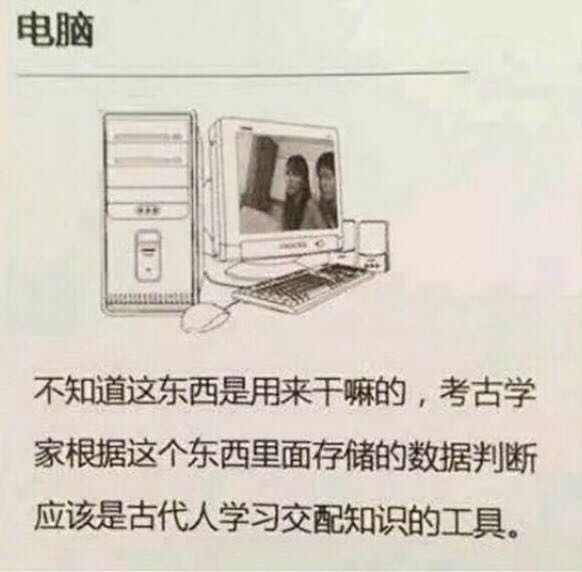 电脑
不知道这东西是用来干嘛的，考古学
家根据这个东西里面存储的数据判断
应该是古代人学习交配知识的工具。